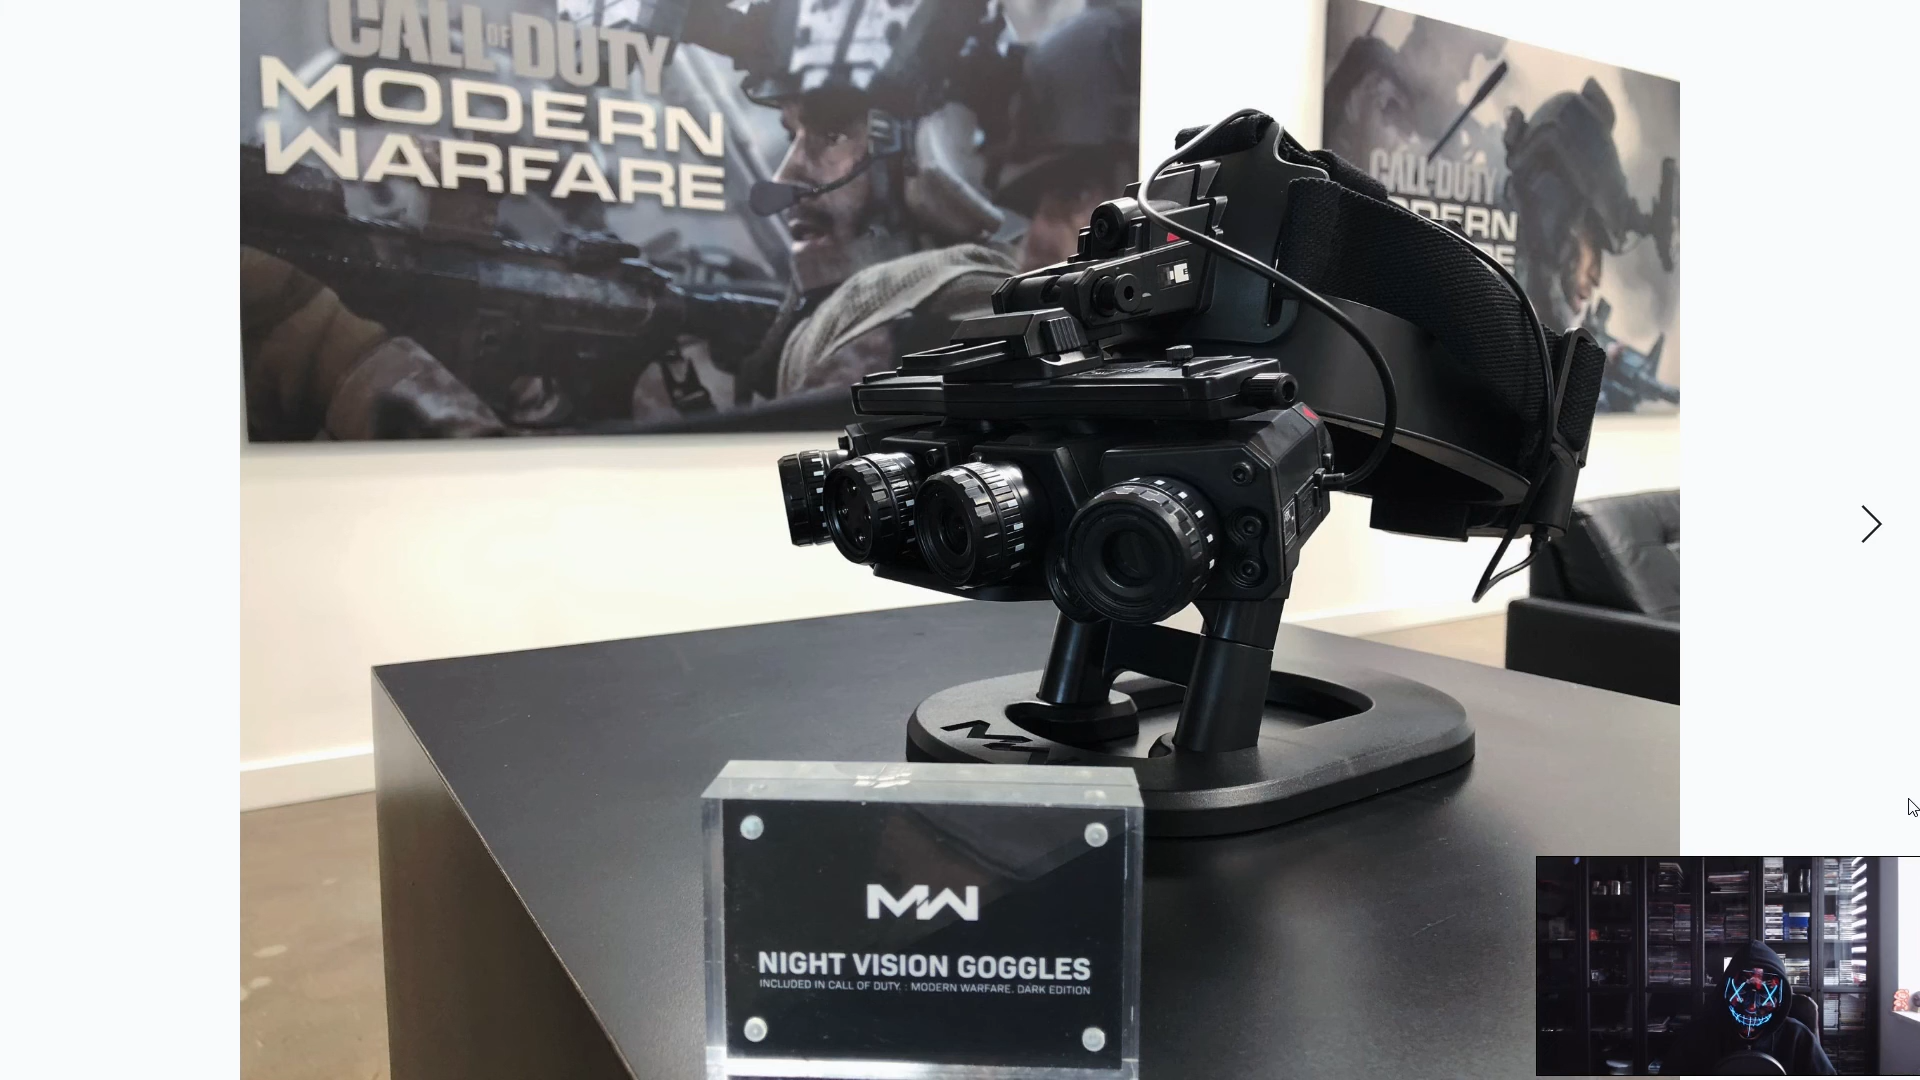 CALL OF DUTY
MODERN
WARFARE
CALL OF DUTY
MODERN
MW
MW
NIGHT VISION GOGGLES
INCLUDED IN CALL OF DUTY. : MODERN WARFARE. DARK EDITION